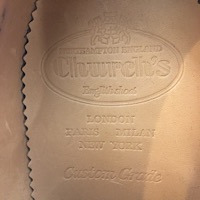 NORTHAMPTON ENGLAND
Church's
English shoes
LONDON
PARIS MILAN
NEW YORK
Custom Grade